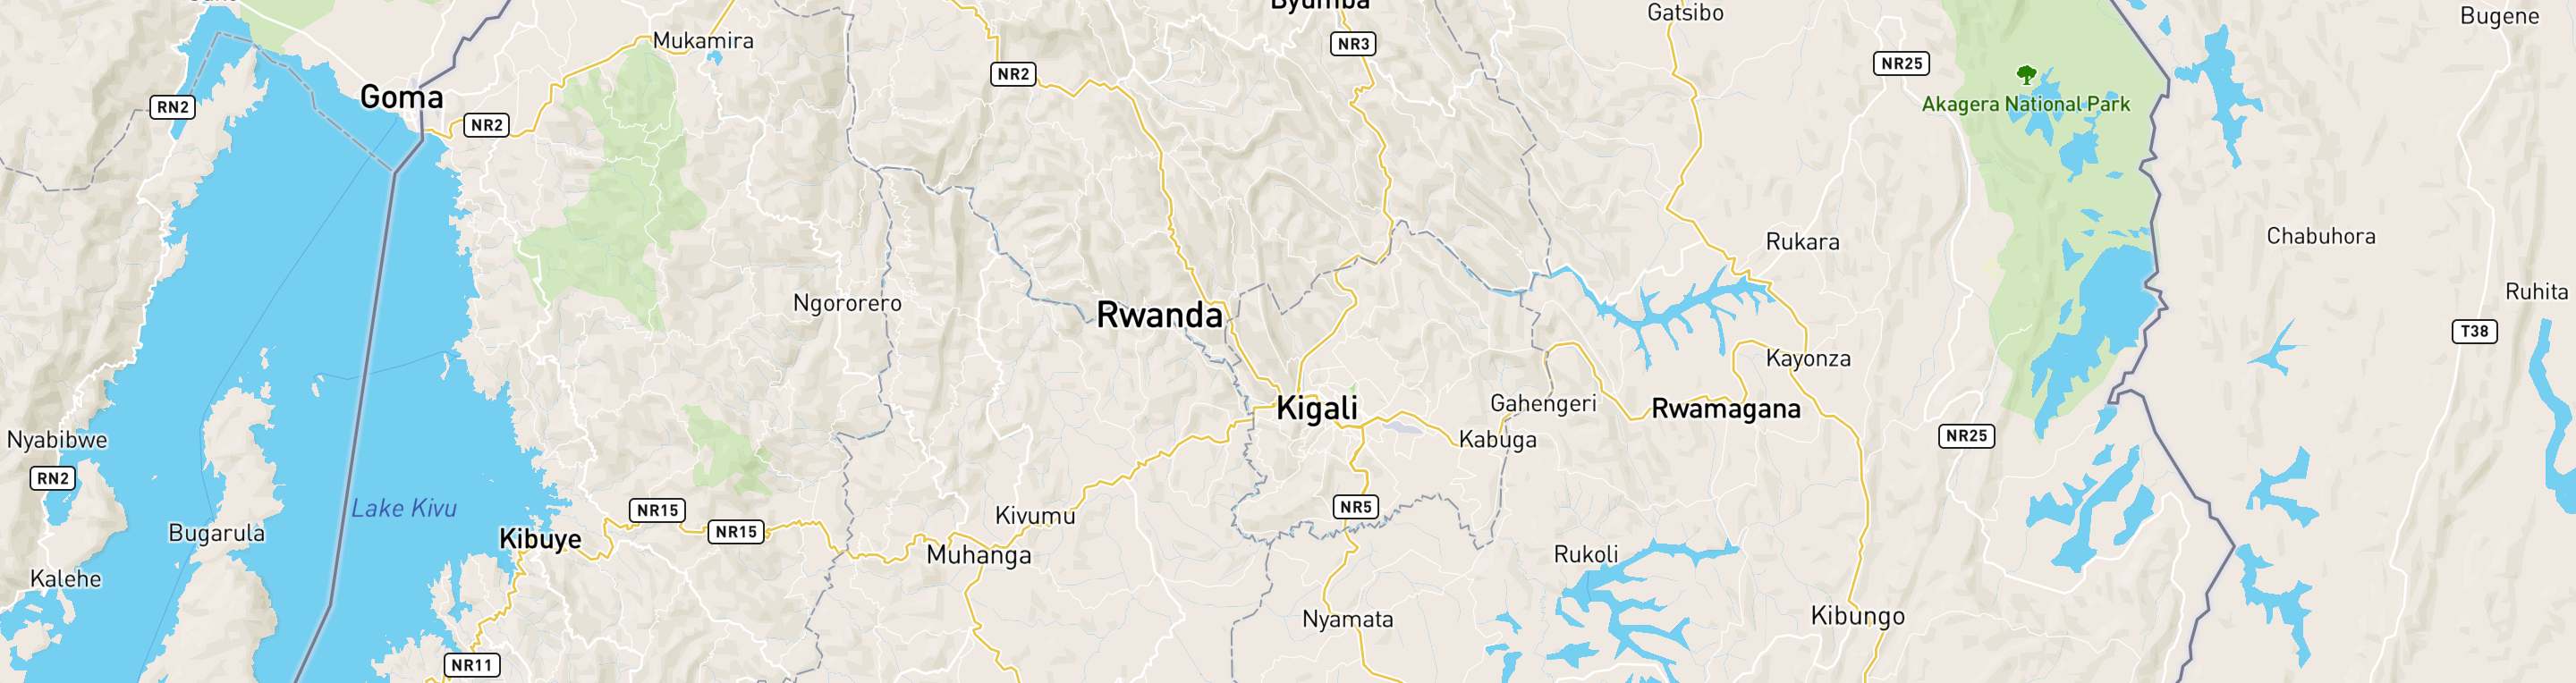 Byumba
Gatsibo
Bugene
Mukamira
NR3
NR25
NR2
Goma
RN2
NR2
Akagera National Park
Chabuhora
Rukara
Ruhita
Ngororero
Rwanda
T38
Kayonza
Kigali
Gahengeri
Rwamagana
Nyabibwe
Kabuga
NR25
RN2
Lake Kivu
NR15
NR15
NR5
Kivumu
Bugarula
Kibuye
Muhanga
Rukoli
Kalehe
Nyamata
Kibungo
NR11